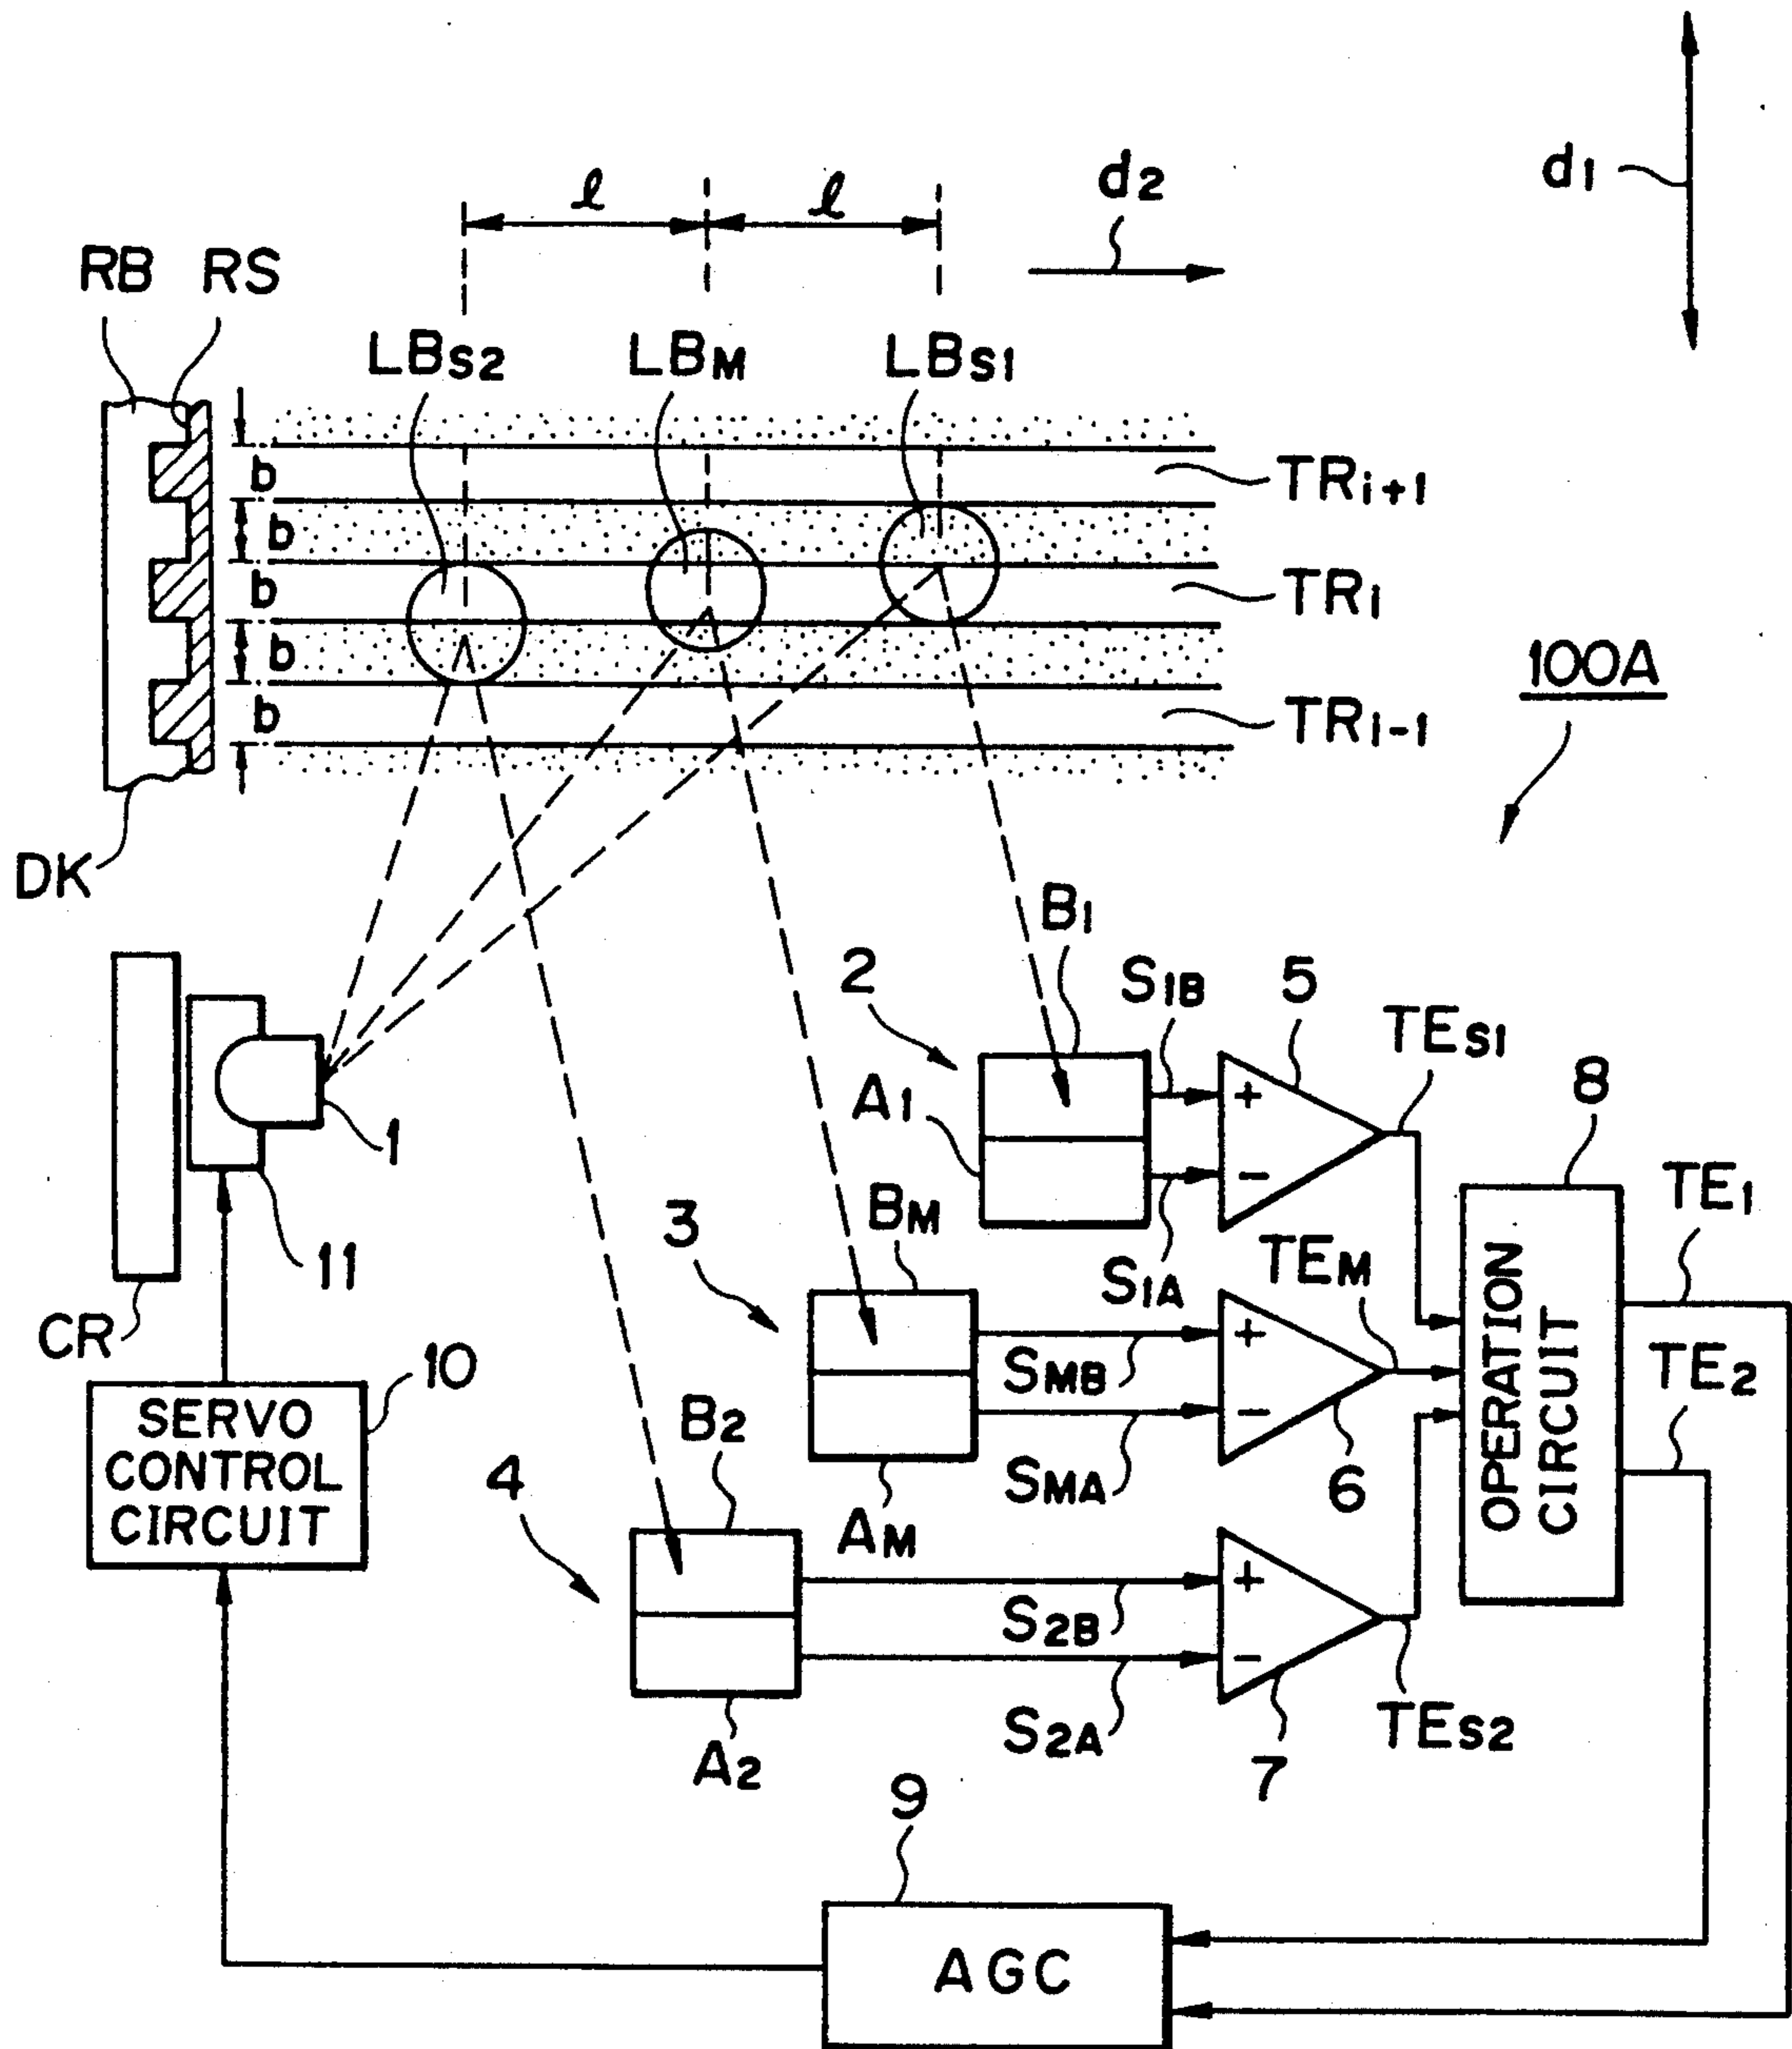 d1
ℓ ℓ d2
RB RS
LBS2 LBM LBS1
b TRi+1
b
b TRi
b
b TRi-1
100A
DK
B1
2 S1B 5
TES1
A1 8
1 TE1
BM
3 11 S1A TEM
CR
10 SMB TE2
SERVO CONTROL CIRCUIT
B2
OPERATION CIRCUIT
4 SMA 6
AM
S2B
S2A TES2
A2 7
9
AGC
+
−
+
−
+
−